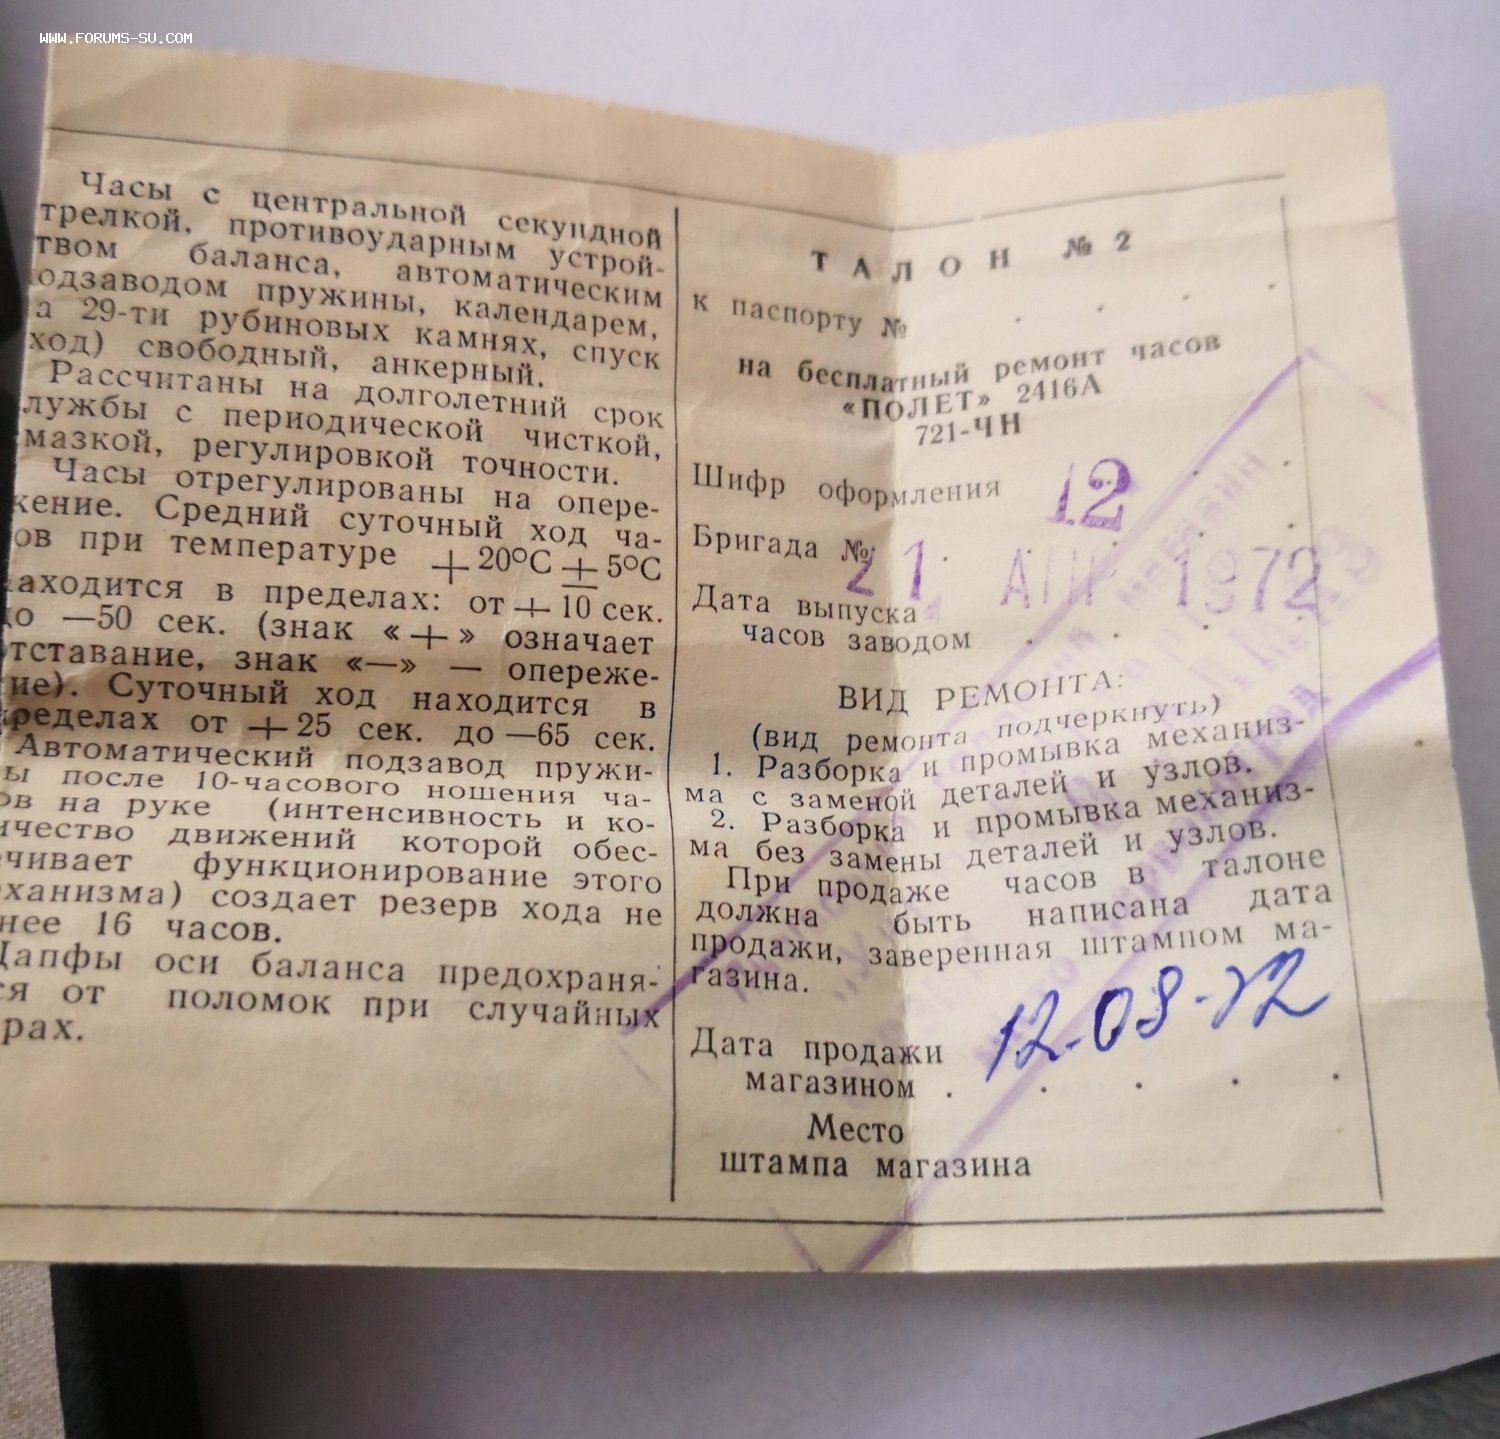 WWW.FORUMS-SU.COM
Часы с центральной секундной
трелкой, противоударным устрой-
твом баланса, автоматическим
одзаводом пружины, календарем,
а 29-ти рубиновых камнях, спуск
ход) свободный, анкерный.
Рассчитаны на долголетний срок
лужбы с периодической чисткой,
мазкой, регулировкой точности.
Часы отрегулированы на опере-
жение. Средний суточный ход ча-
ов при температуре +20°C ± 5°C
аходится в пределах: от + 10 сек.
до —50 сек. (знак «+» означает
тставание, знак «—» — опереже-
ие). Суточный ход находится в
ределах от +25 сек. до —65 сек.
Автоматический подзавод пружи-
ы после 10-часового ношения ча-
ов на руке (интенсивность и ко-
ичество движений которой обес-
чивает функционирование этого
еханизма) создает резерв хода не
нее 16 часов.
Цапфы оси баланса предохраня-
ся от поломок при случайных
рах.
ТАЛОН № 2
к паспорту №
на бесплатный ремонт часов
«ПОЛЕТ» 2416А
721-ЧН
Шифр оформления 12
Бригада №
21 АПР 1972
Дата выпуска
часов заводом
ВИД РЕМОНТА:
(вид ремонта подчеркнуть)
1. Разборка и промывка механиз-
ма с заменой деталей и узлов.
2. Разборка и промывка механиз-
ма без замены деталей и узлов.
При продаже часов в талоне
должна быть написана дата
продажи, заверенная штампом ма-
газина.
Дата продажи 12-08-72
магазином
Место
штампа магазина